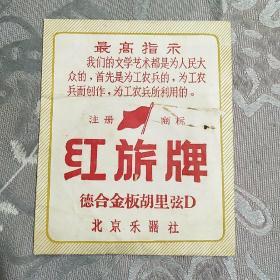 最高指示
我们的文学艺术都是为人民大
众的，首先是为工农兵的，为工农
兵而创作，为工农兵所利用的。
注册 商标
红旗牌
德合金板胡里弦D
北京乐器社